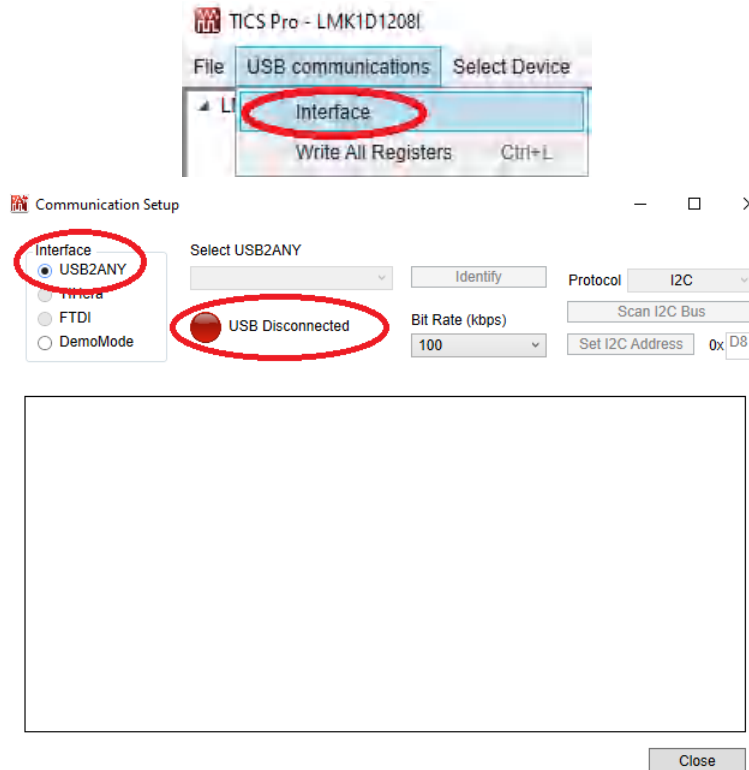 TICS Pro - LMK1D1208I
File USB communications Select Device
Interface
Write All Registers Ctrl+L
Communication Setup
Interface
USB2ANY
FTDI
DemoMode
Select USB2ANY
USB Disconnected
Identify
Bit Rate (kbps)
100
Protocol I2C
Scan I2C Bus
Set I2C Address 0x D8
Close